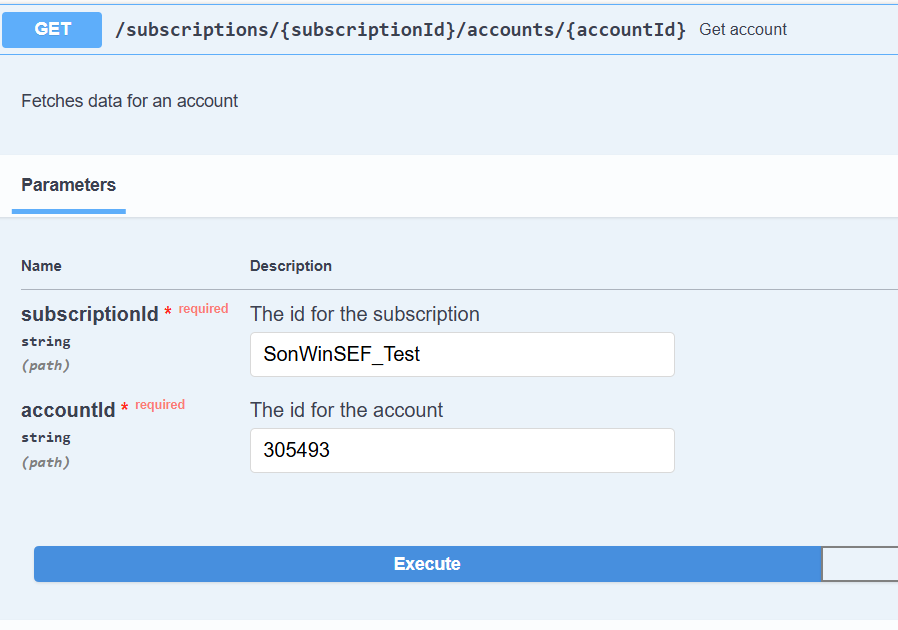 GET /subscriptions/{subscriptionId}/accounts/{accountId} Get account
Fetches data for an account
Parameters
Name Description
subscriptionId * required The id for the subscription
string
(path)
SonWinSEF_Test
accountId * required The id for the account
string
(path)
305493
Execute